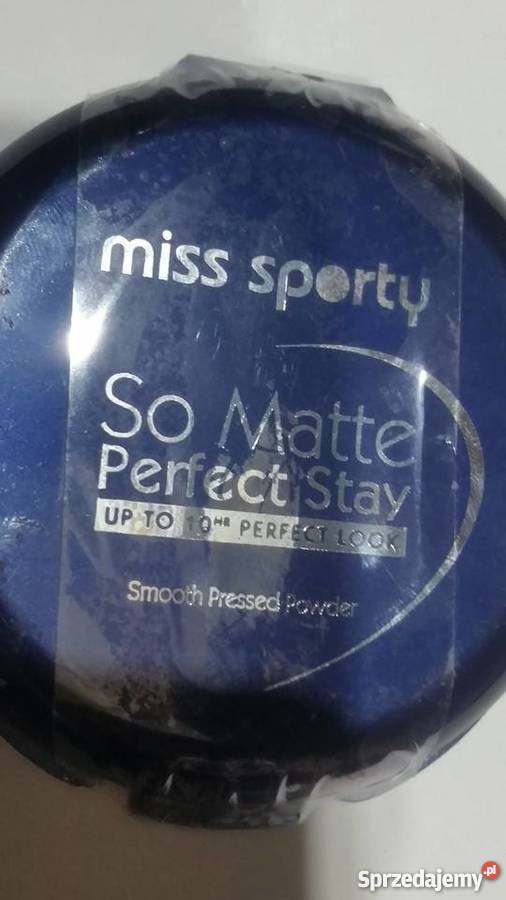 miss sporty
So Matte
Perfect Stay
UP TO 10HR PERFECT LOOK
Smooth Pressed Powder
Sprzedajemy.pl